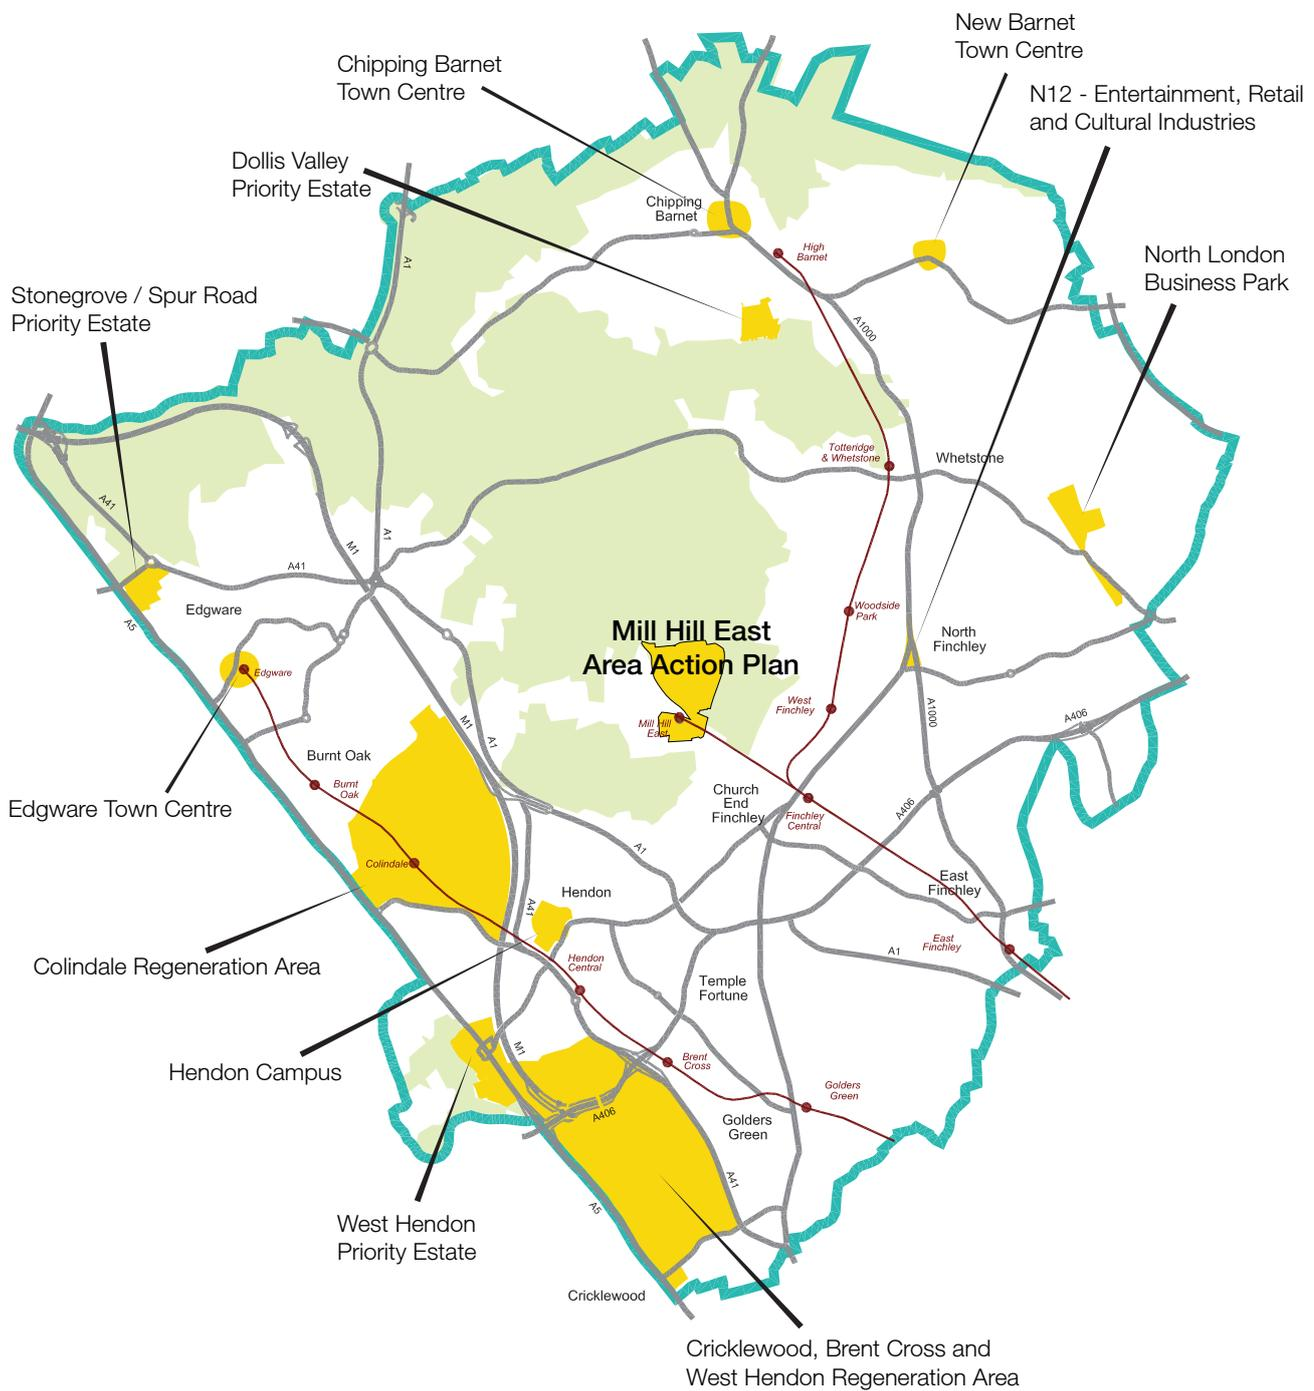 New Barnet
Town Centre
Chipping Barnet
Town Centre
N12 - Entertainment, Retail
and Cultural Industries
Dollis Valley
Priority Estate
Chipping
Barnet
High
Barnet
North London
Business Park
A1
Stonegrove / Spur Road
Priority Estate
A1000
Totteridge
& Whetstone
Whetstone
A41
A1
M1
A41
Edgware
A5
Woodside
Park
Mill Hill East
Area Action Plan
North
Finchley
Edgware
West
Finchley
A1000
Mill Hill
East
A406
M1
A1
Burnt Oak
Burnt
Oak
Edgware Town Centre
Church
End
Finchley
Finchley
Central
A406
A1
Colindale
East
Finchley
Hendon
A41
East
Finchley
A1
Colindale Regeneration Area
Hendon
Central
Temple
Fortune
M1
Hendon Campus
Brent
Cross
Golders
Green
A406
Golders
Green
A41
A5
West Hendon
Priority Estate
Cricklewood
Cricklewood, Brent Cross and
West Hendon Regeneration Area